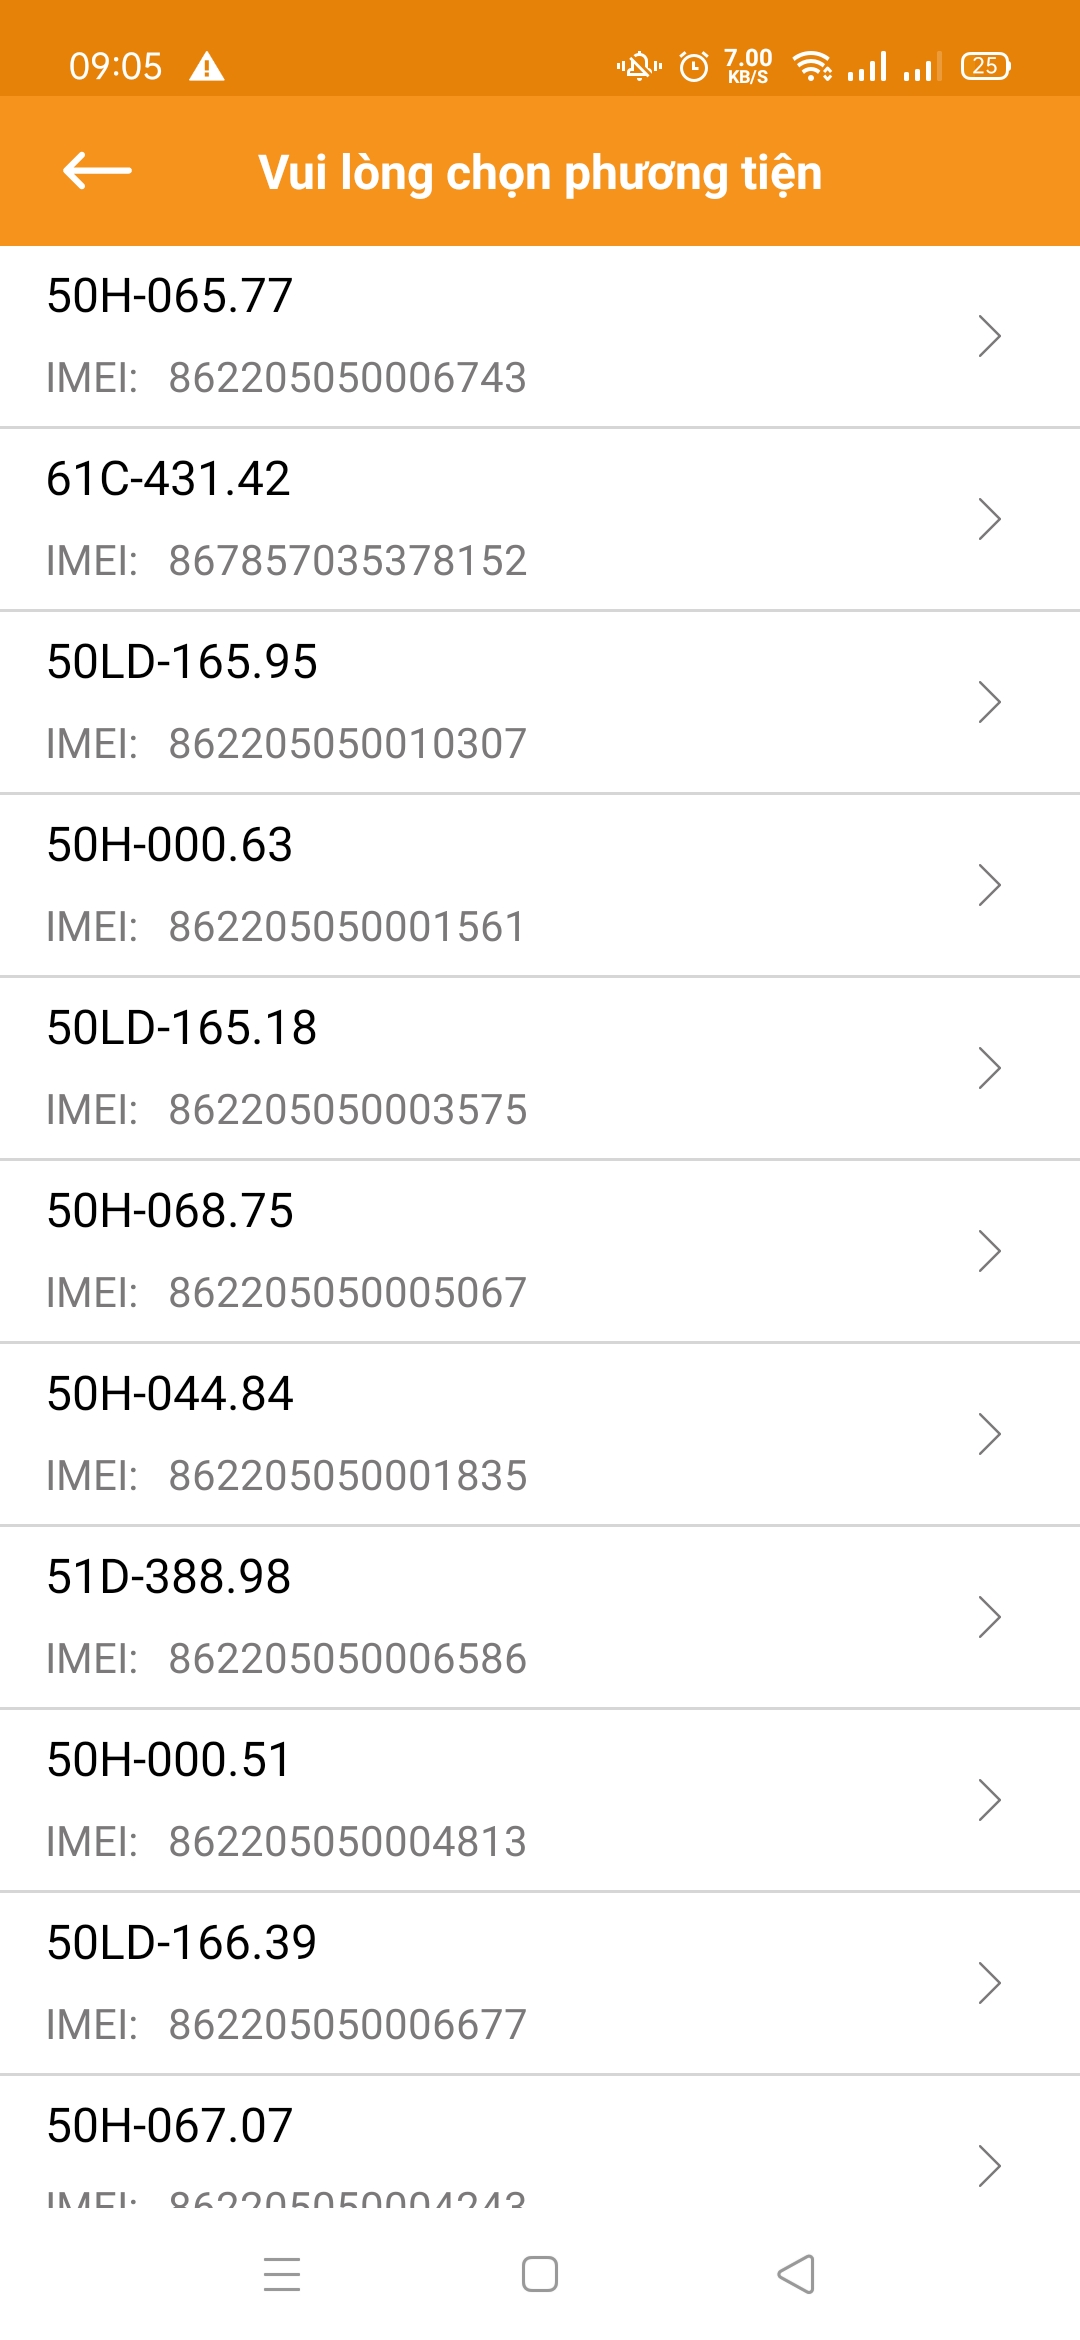 09:05 7.00 KB/S 25
Vui lòng chọn phương tiện
50H-065.77
IMEI: 862205050006743
61C-431.42
IMEI: 867857035378152
50LD-165.95
IMEI: 862205050010307
50H-000.63
IMEI: 862205050001561
50LD-165.18
IMEI: 862205050003575
50H-068.75
IMEI: 862205050005067
50H-044.84
IMEI: 862205050001835
51D-388.98
IMEI: 862205050006586
50H-000.51
IMEI: 862205050004813
50LD-166.39
IMEI: 862205050006677
50H-067.07
IMEI: 862205050004243